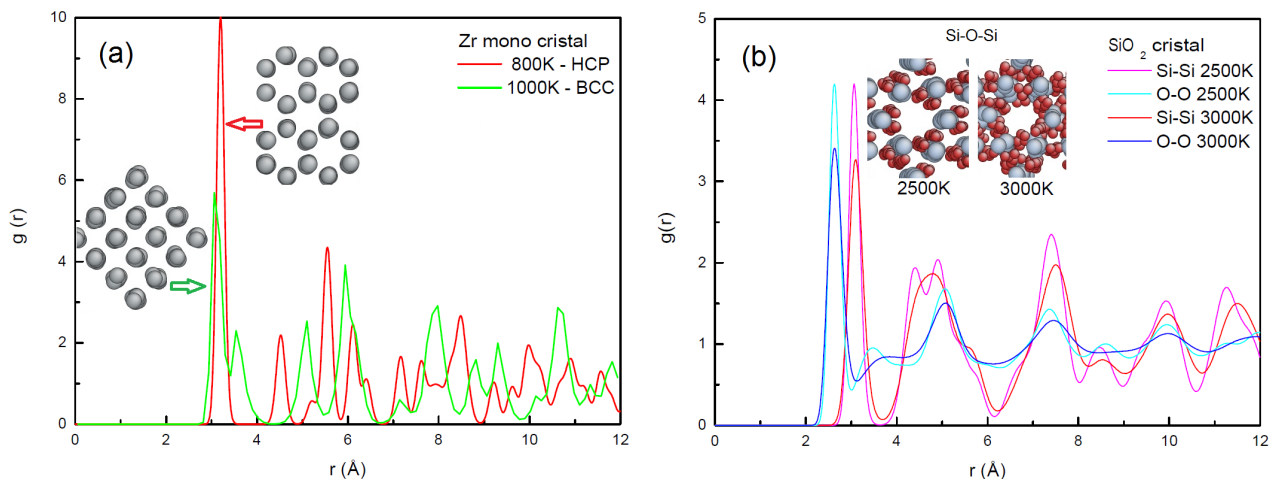 (a)
Zr mono cristal
800K - HCP
1000K - BCC
g (r)
10
8
6
4
2
0
0 2 4 6 8 10 12
r (Å)
(b)
Si-O-Si
2500K 3000K
SiO 2 cristal
Si-Si 2500K
O-O 2500K
Si-Si 3000K
O-O 3000K
g(r)
5
4
3
2
1
0
0 2 4 6 8 10 12
r (Å)